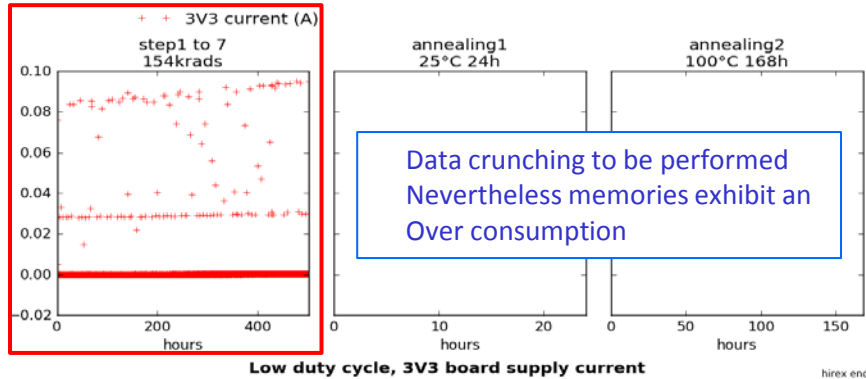 + + 3V3 current (A)
step1 to 7
154krads
annealing1
25°C 24h
annealing2
100°C 168h
0.10
0.08
0.06
0.04
0.02
0.00
−0.02
Data crunching to be performed
Nevertheless memories exhibit an
Over consumption
0 200 400
0 10 20
0 50 100 150
hours
hours
hours
Low duty cycle, 3V3 board supply current
hirex eng